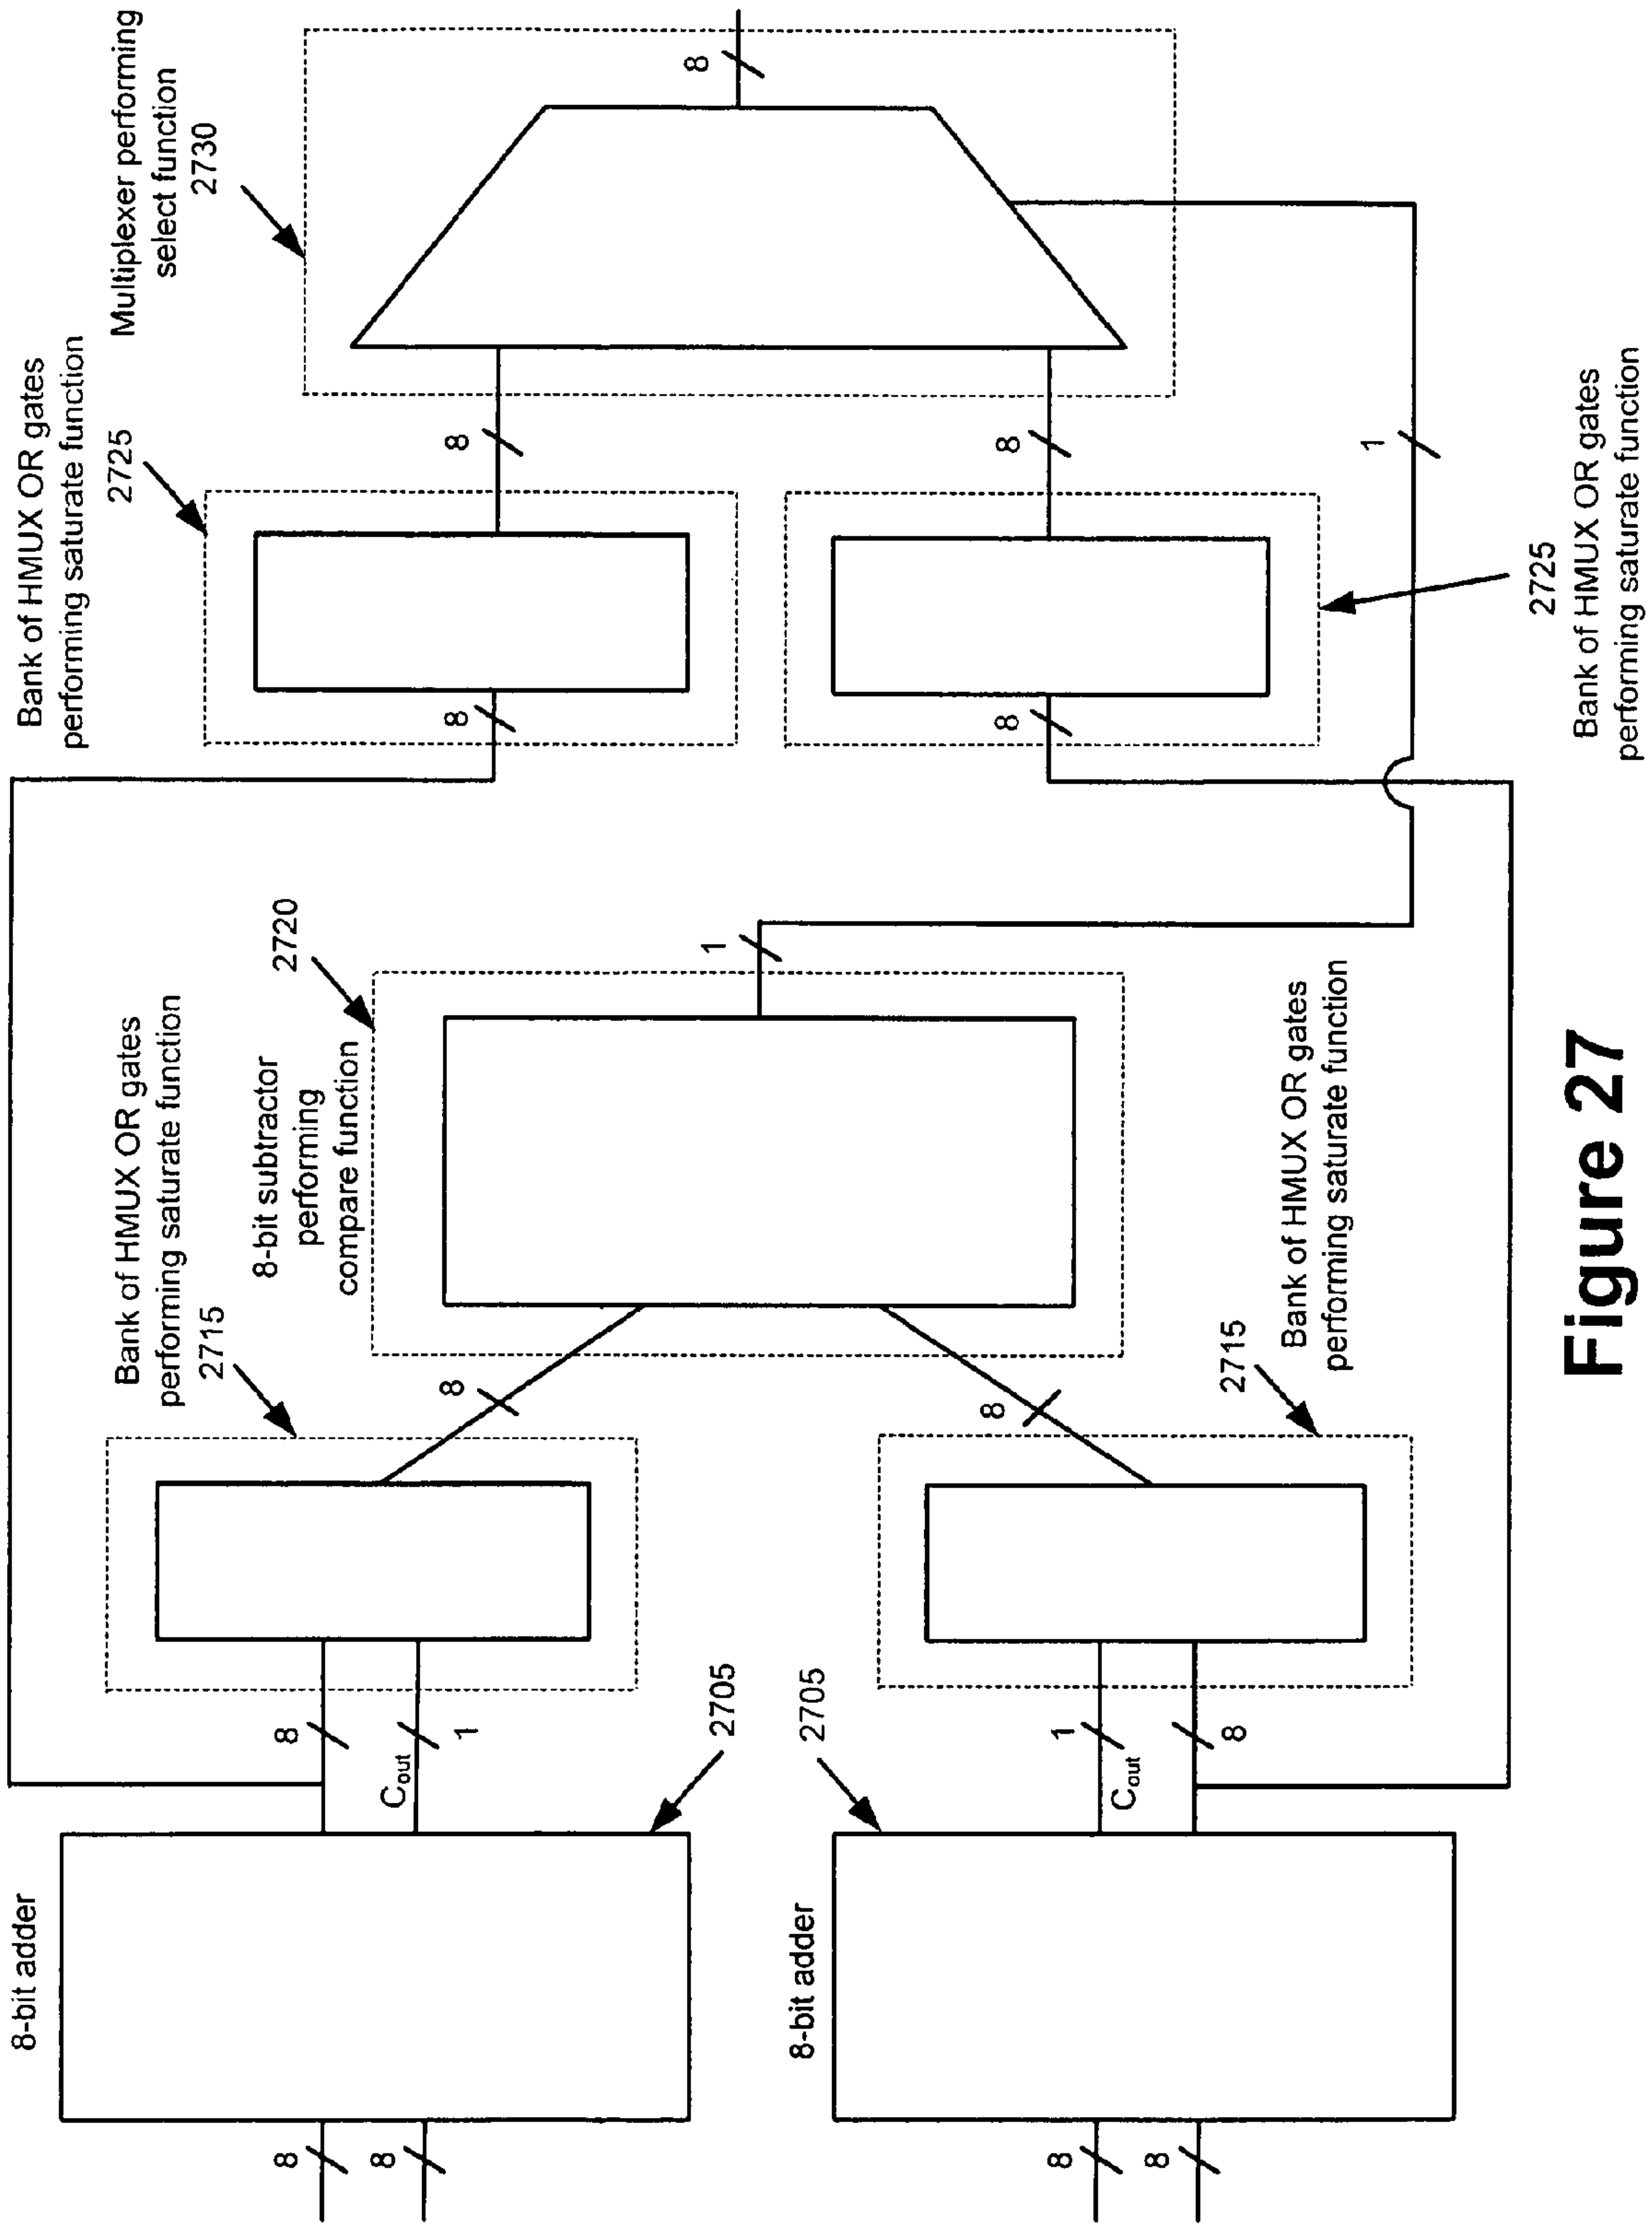 8-bit adder
8
8
2705
8
C_out
1
Bank of HMUX OR gates
performing saturate function
2715
8
8-bit subtractor
performing
compare function
2720
1
Bank of HMUX OR gates
performing saturate function
2725
8
8
Multiplexer performing
select function
2730
8
8-bit adder
8
8
2705
1
C_out
8
2715
Bank of HMUX OR gates
performing saturate function
8
8
8
1
2725
Bank of HMUX OR gates
performing saturate function
Figure 27